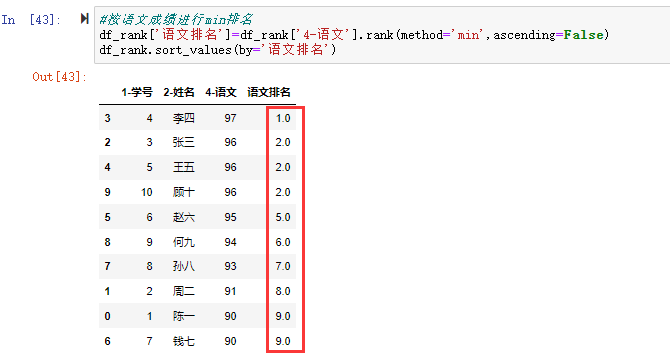 In [43]:
#按语文成绩进行min排名
df_rank['语文排名']=df_rank['4-语文'].rank(method='min',ascending=False)
df_rank.sort_values(by='语文排名')
Out[43]:
1-学号 2-姓名 4-语文 语文排名
3 4 李四 97 1.0
2 3 张三 96 2.0
4 5 王五 96 2.0
9 10 顾十 96 2.0
5 6 赵六 95 5.0
8 9 何九 94 6.0
7 8 孙八 93 7.0
1 2 周二 91 8.0
0 1 陈一 90 9.0
6 7 钱七 90 9.0